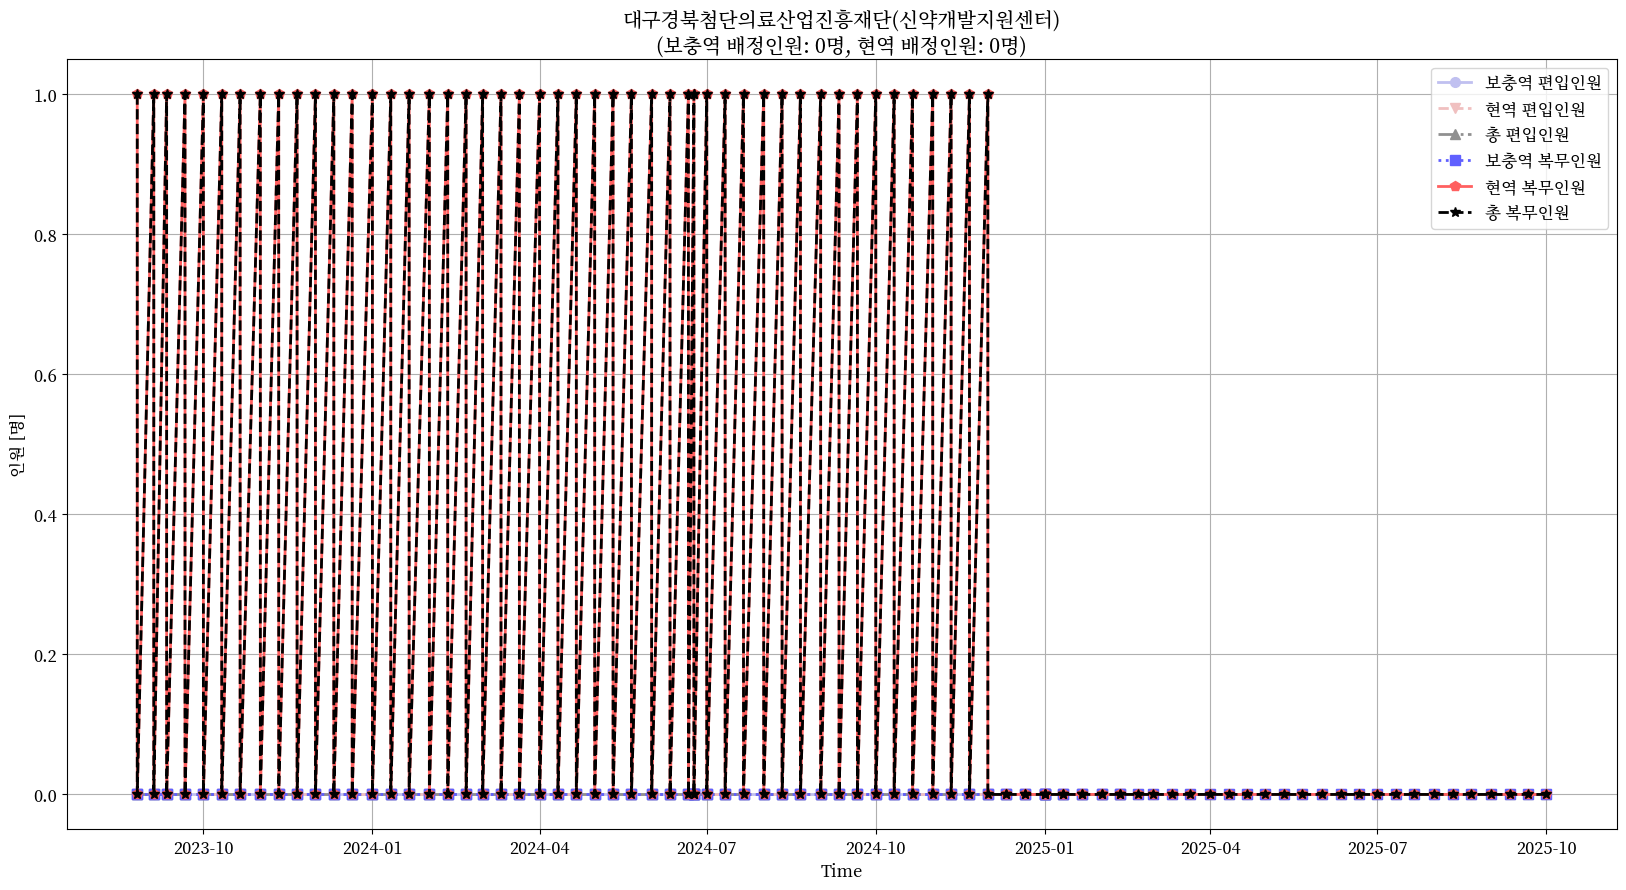 대구경북첨단의료산업진흥재단(신약개발지원센터)
(보충역 배정인원: 0명, 현역 배정인원: 0명)
보충역 편입인원
현역 편입인원
총 편입인원
보충역 복무인원
현역 복무인원
총 복무인원
인원 [명]
1.0
0.8
0.6
0.4
0.2
0.0
2023-10
2024-01
2024-04
2024-07
2024-10
2025-01
2025-04
2025-07
2025-10
Time